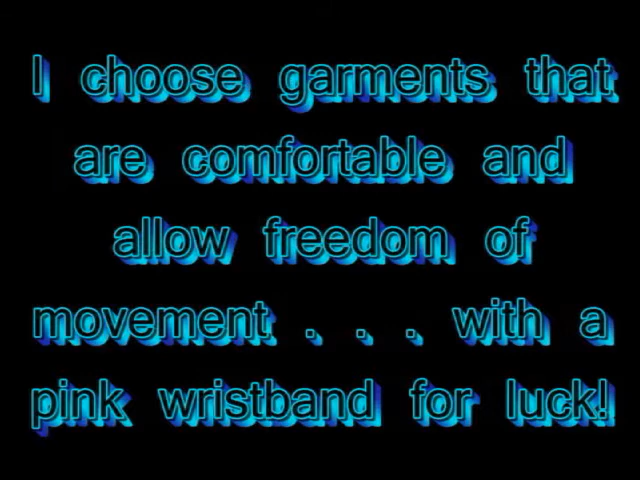 I choose garments that
are comfortable and
allow freedom of
movement . . . with a
pink wristband for luck!